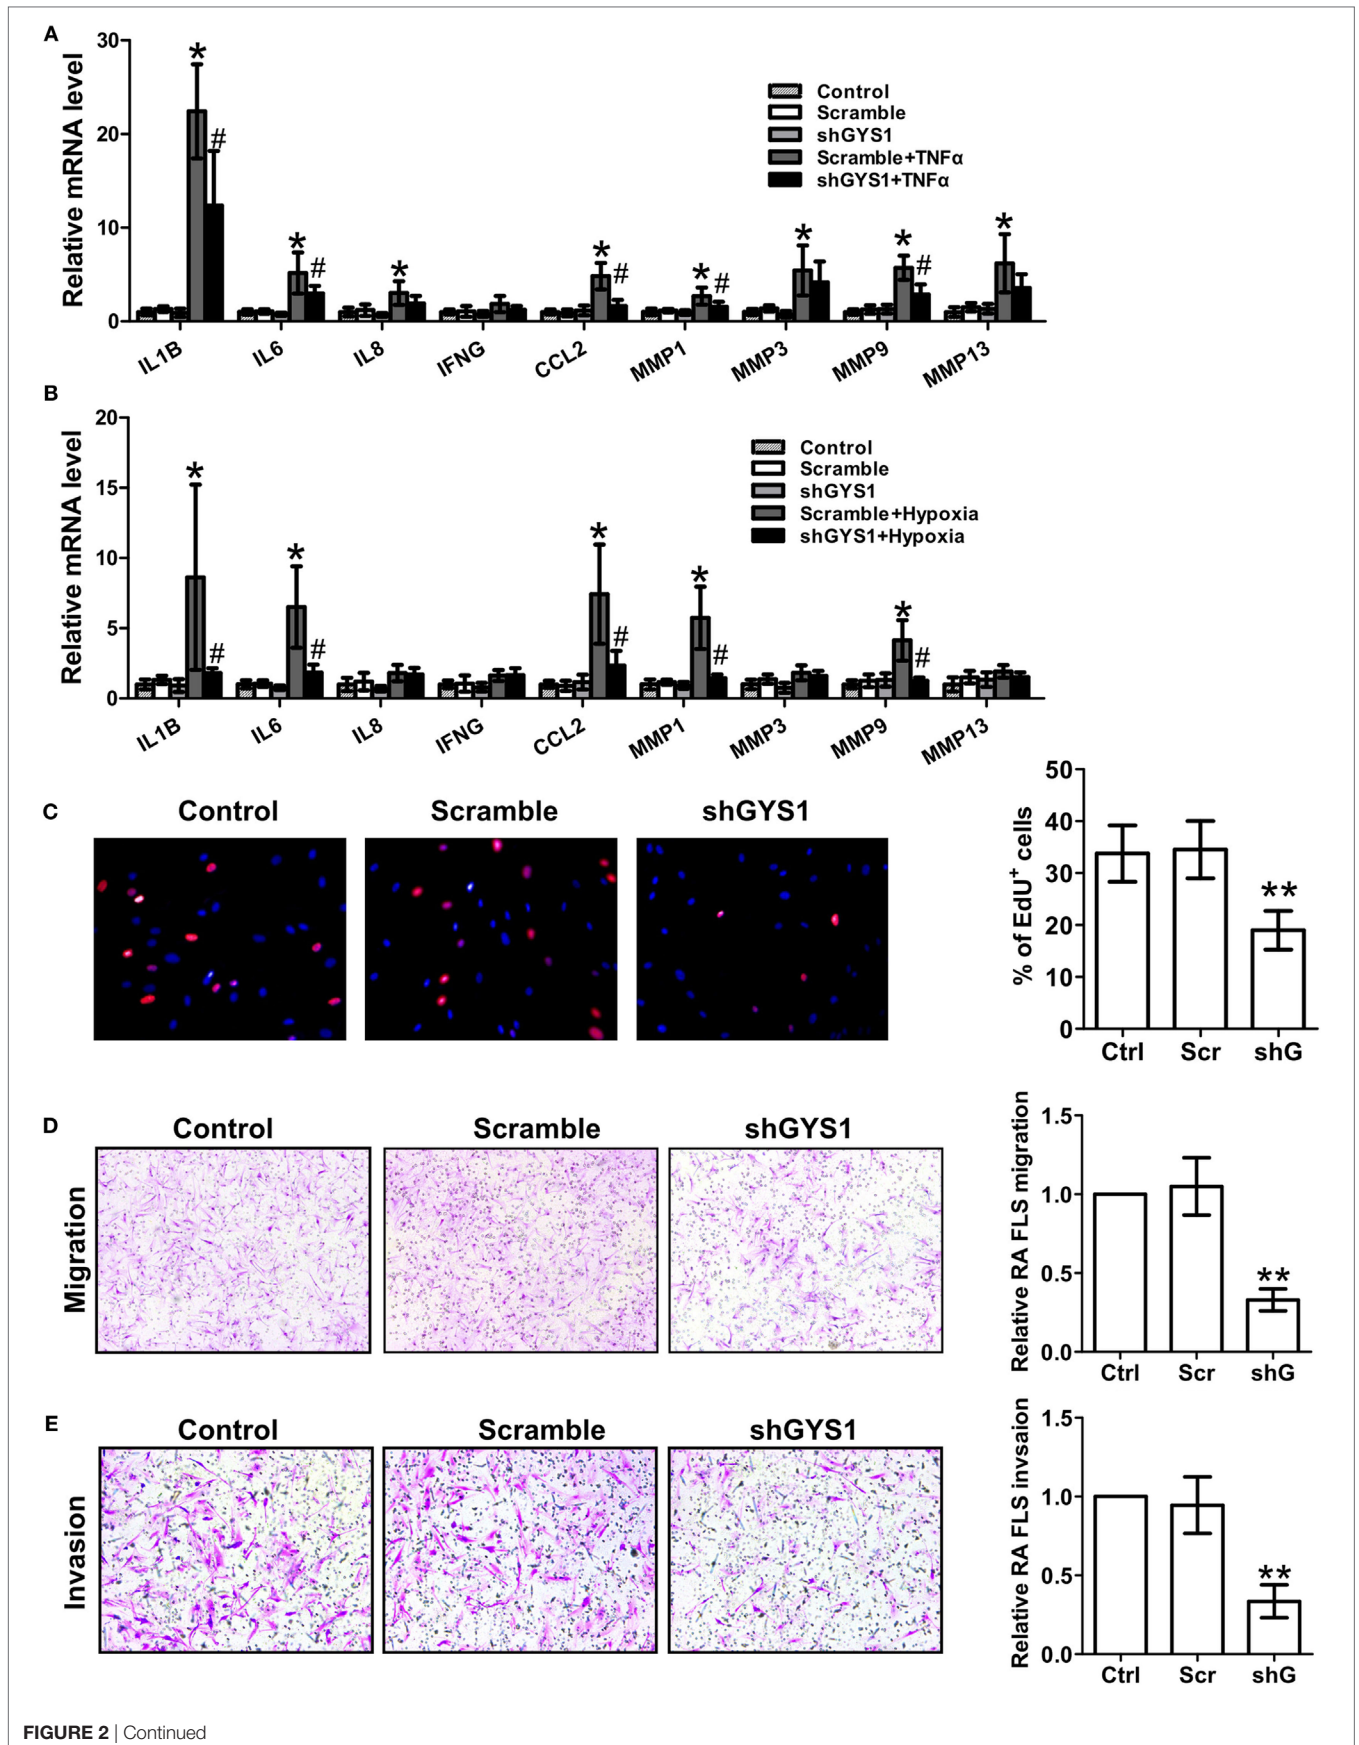 A
Relative mRNA level
30
20
10
0
*
#
*
#
*
*
#
*
#
*
*
#
*
Control
Scramble
shGYS1
Scramble+TNFα
shGYS1+TNFα
IL1B IL6 IL8 IFNG CCL2 MMP1 MMP3 MMP9 MMP13
B
Relative mRNA level
20
15
10
5
0
*
#
*
#
*
#
*
#
*
#
Control
Scramble
shGYS1
Scramble+Hypoxia
shGYS1+Hypoxia
IL1B IL6 IL8 IFNG CCL2 MMP1 MMP3 MMP9 MMP13
C
Control Scramble shGYS1
% of EdU+ cells
50
40
30
20
10
0
**
Ctrl Scr shG
D
Control Scramble shGYS1
Migration
Relative RA FLS migration
1.5
1.0
0.5
0.0
**
Ctrl Scr shG
E
Control Scramble shGYS1
Invasion
Relative RA FLS invsaion
1.5
1.0
0.5
0.0
**
Ctrl Scr shG
FIGURE 2 | Continued